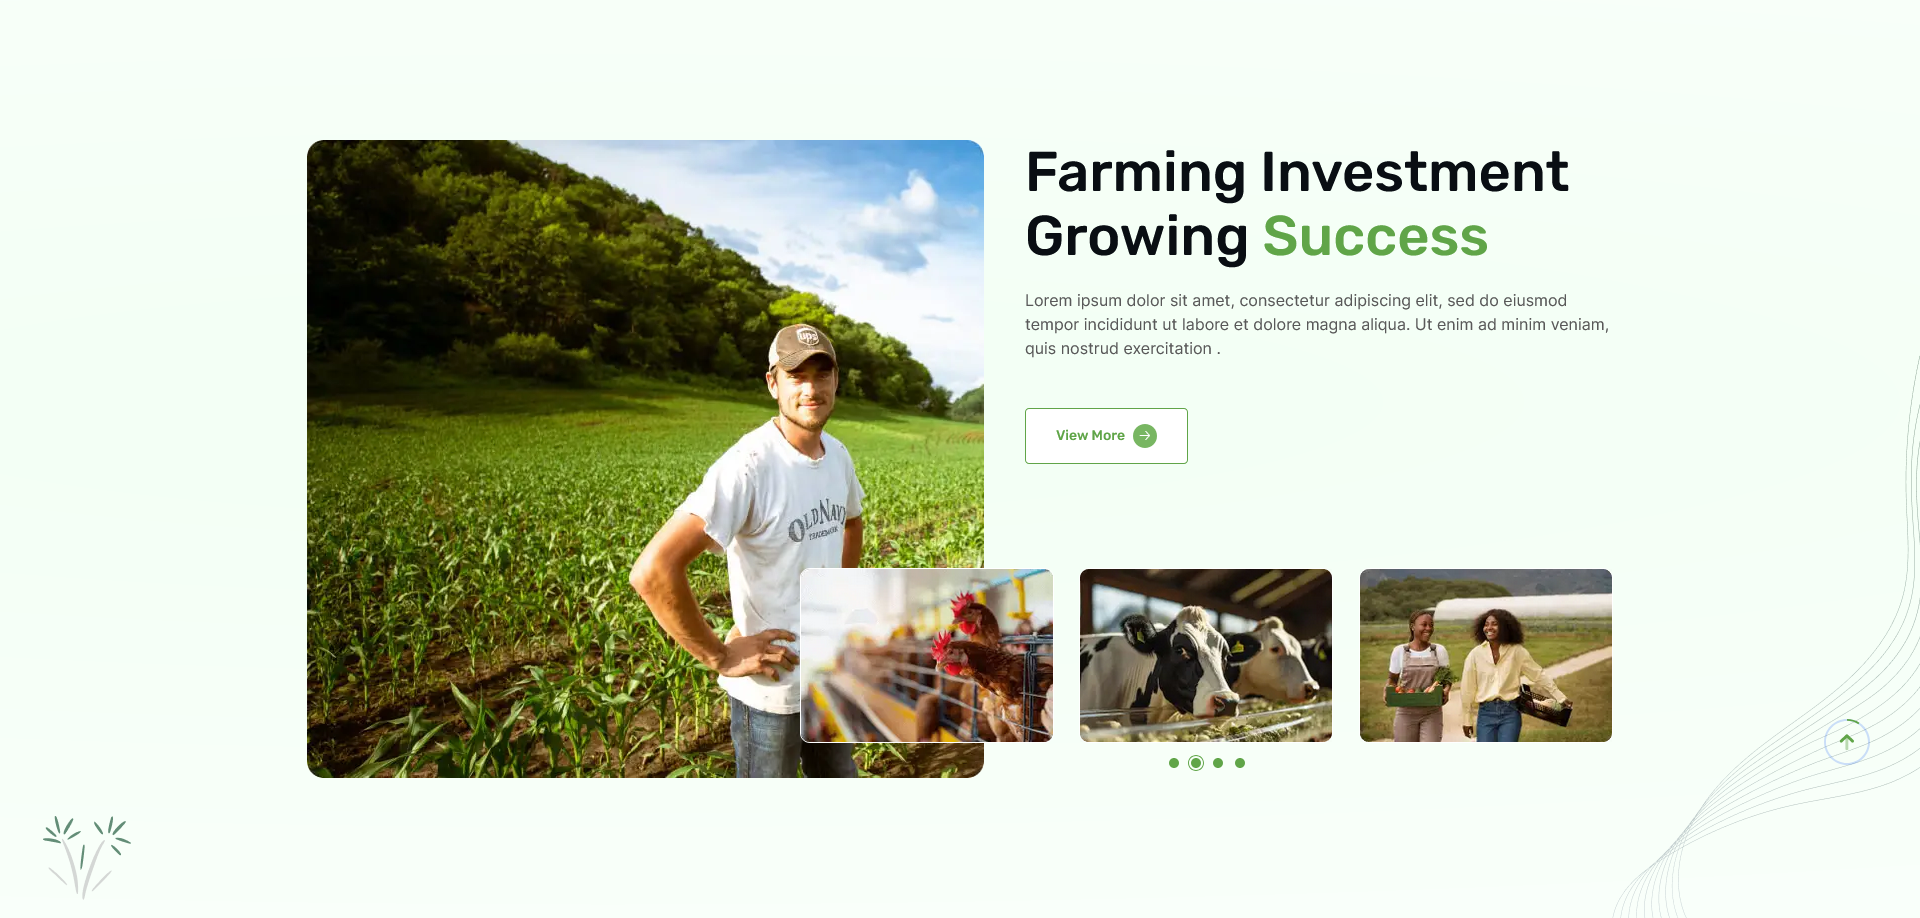 Farming Investment
Growing Success
Lorem ipsum dolor sit amet, consectetur adipiscing elit, sed do eiusmod
tempor incididunt ut labore et dolore magna aliqua. Ut enim ad minim veniam,
quis nostrud exercitation .
View More
ups
OLD NAVY
TRADEMARK